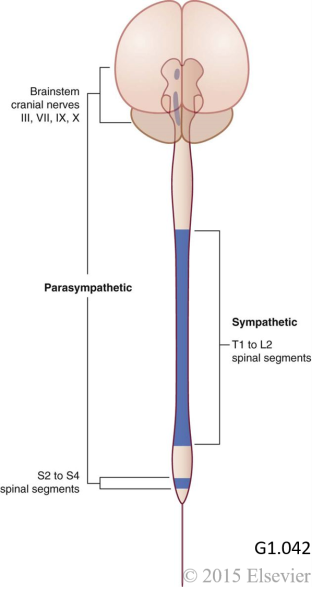 Brainstem
cranial nerves
III, VII, IX, X
Parasympathetic
Sympathetic
T1 to L2
spinal segments
S2 to S4
spinal segments
G1.042
© 2015 Elsevier